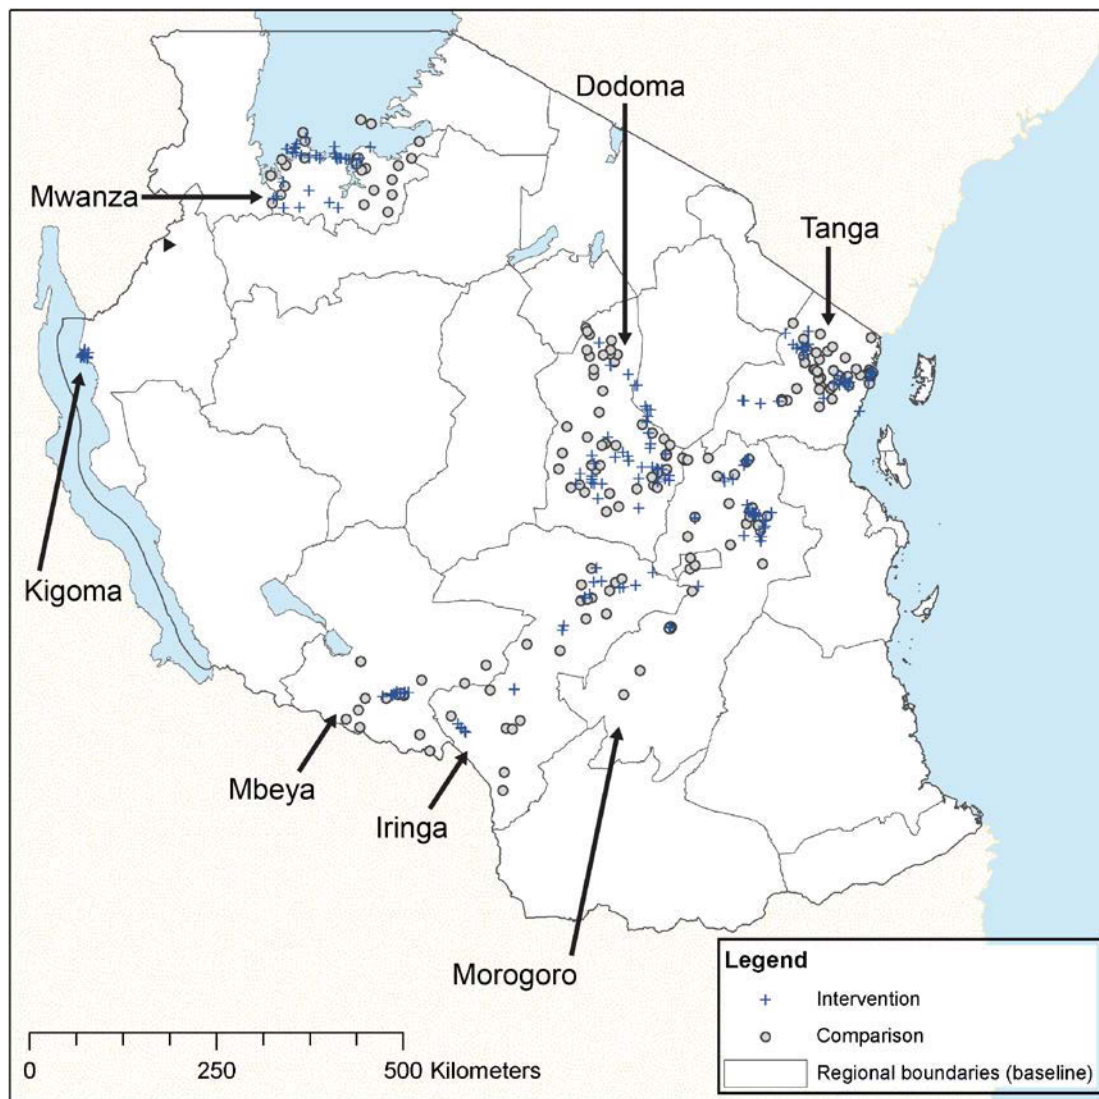 Dodoma
Mwanza
Tanga
Kigoma
Mbeya
Iringa
Morogoro
Legend
Intervention
Comparison
Regional boundaries (baseline)
0 250 500 Kilometers